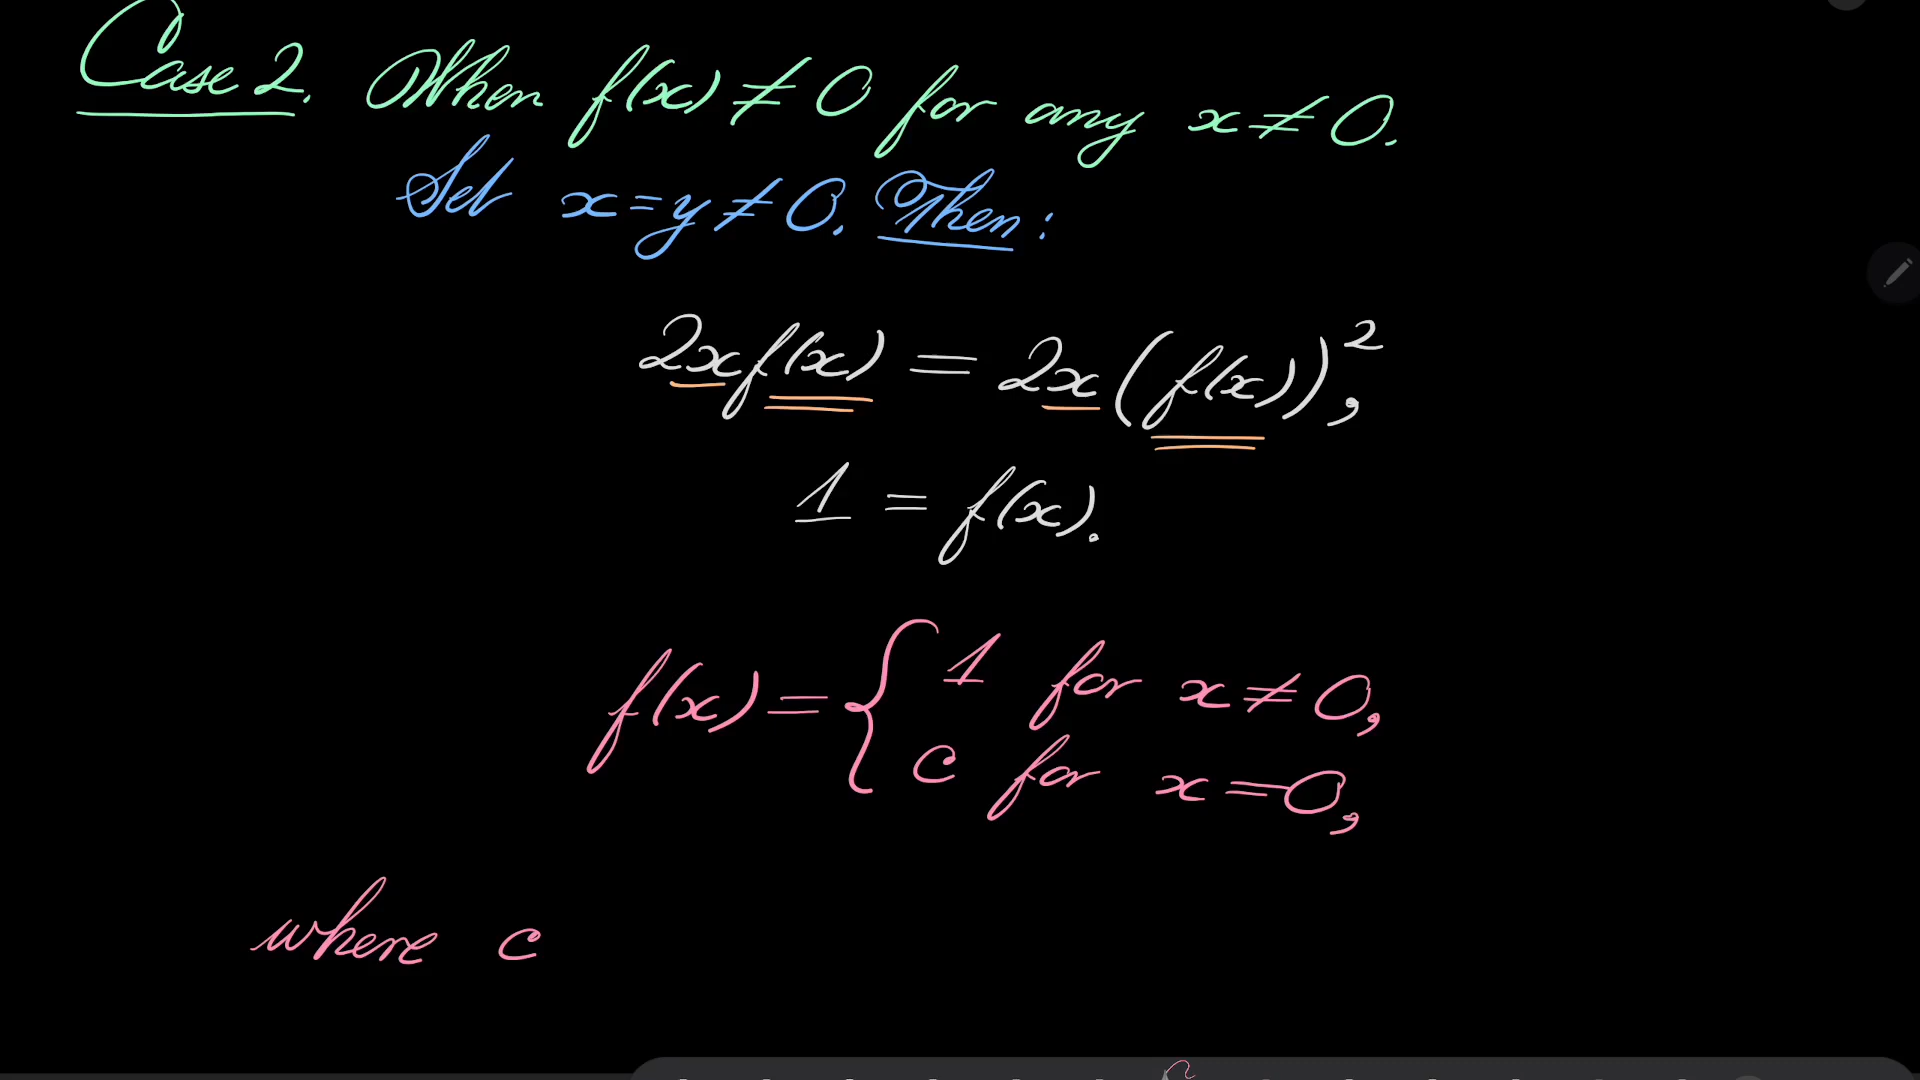 Case 2. When f(x) ≠ 0 for any x ≠ 0.
Set x = y ≠ 0. Then:
2xf(x) = 2x(f(x))²,
1 = f(x).
f(x) = { 1 for x ≠ 0,
c for x = 0,
where c